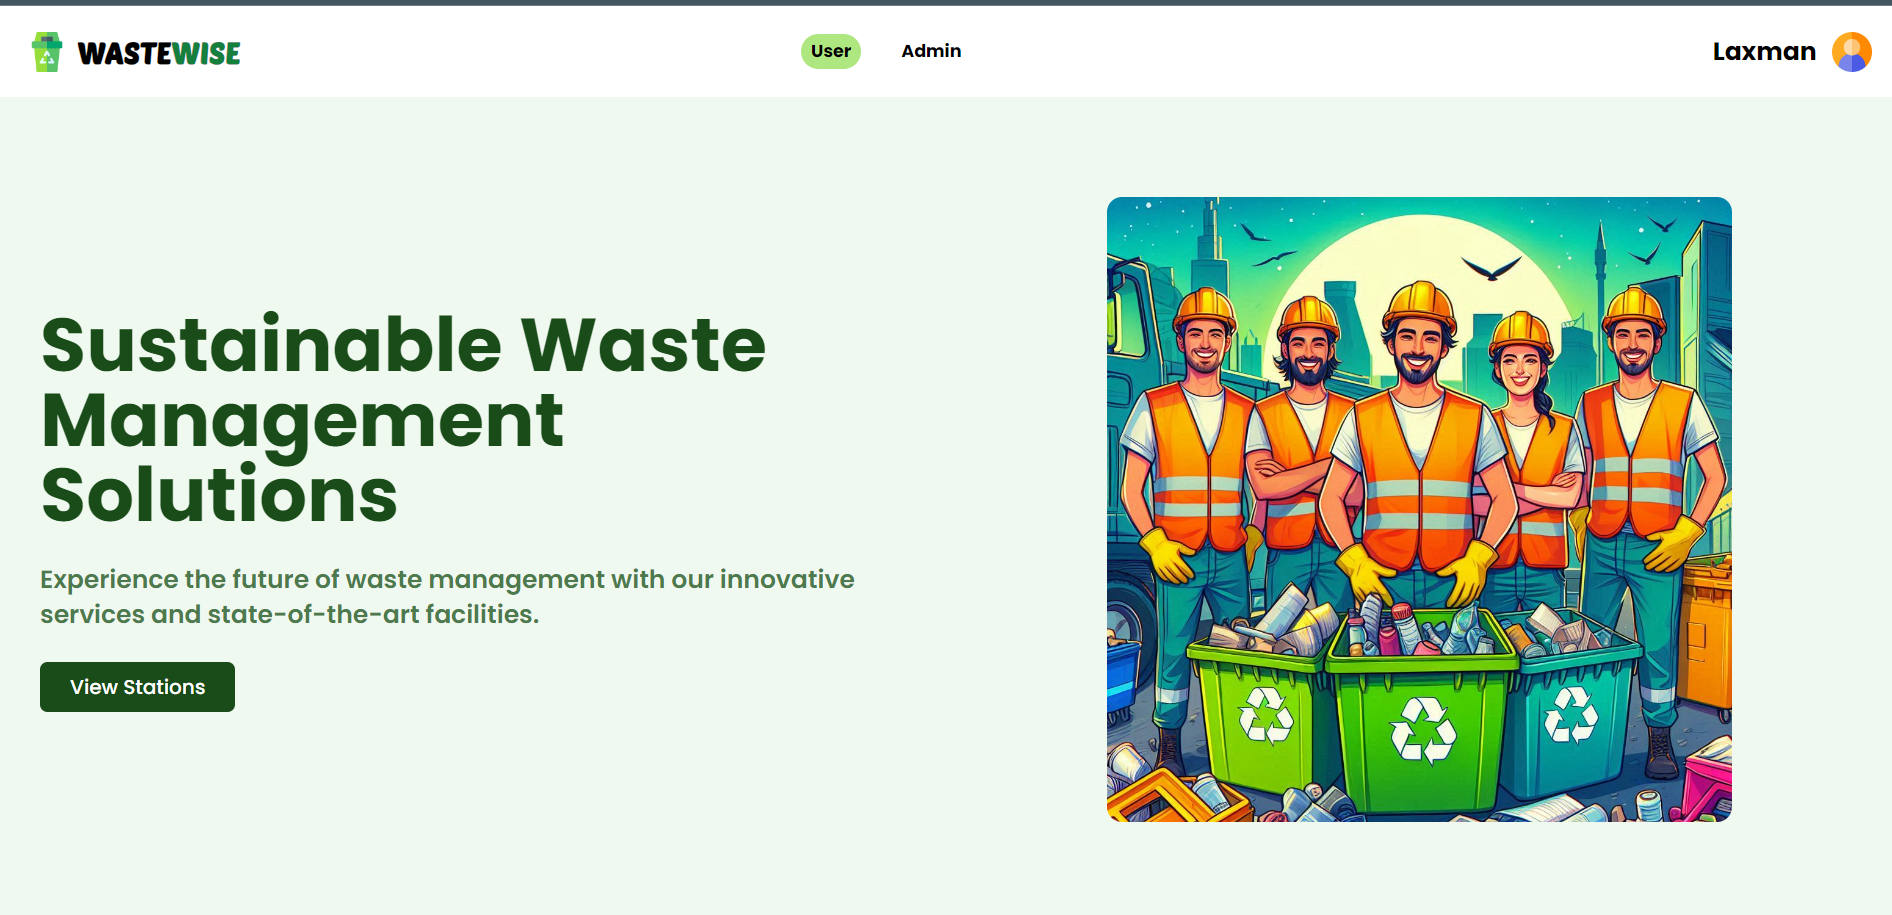 WASTEWISE
User
Admin
Laxman
Sustainable Waste
Management
Solutions
Experience the future of waste management with our innovative
services and state-of-the-art facilities.
View Stations